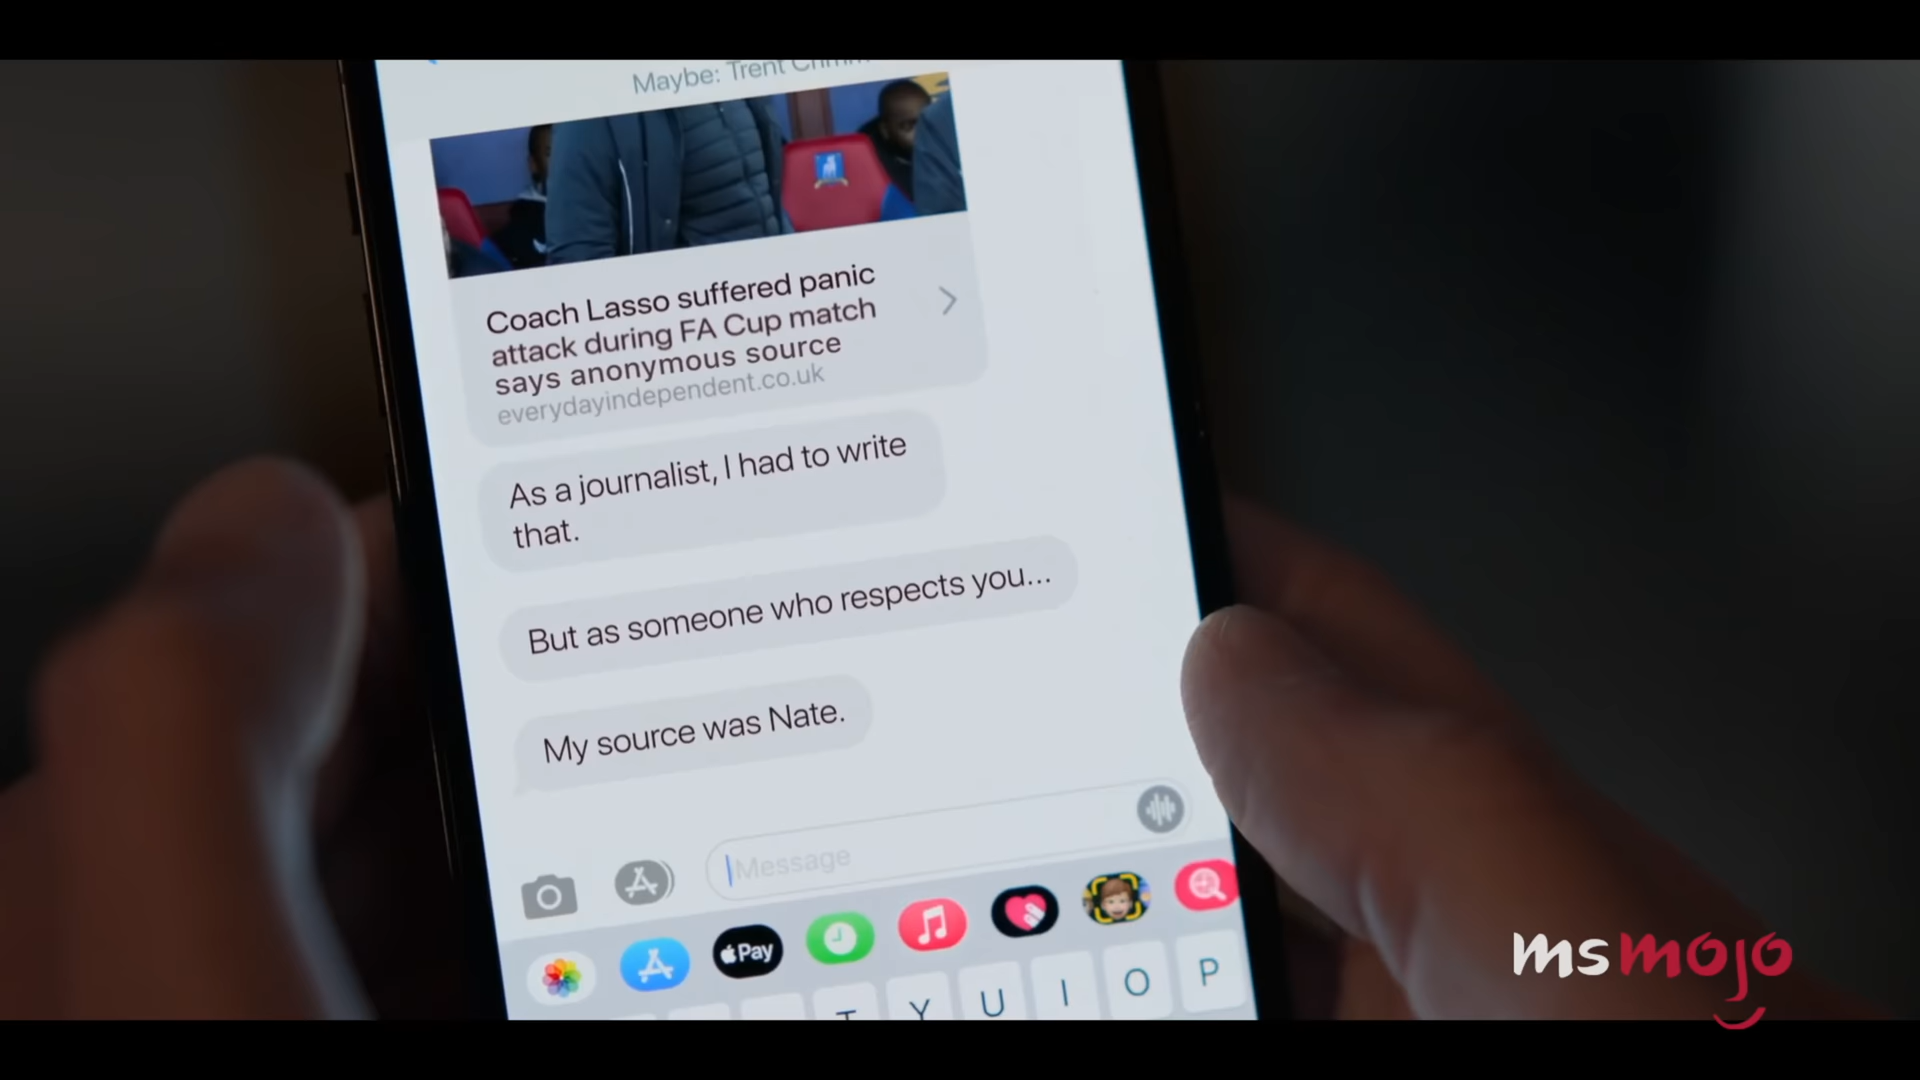 Maybe: Trent
Coach Lasso suffered panic
attack during FA Cup match
says anonymous source
everydayindependent.co.uk
As a journalist, I had to write
that.
But as someone who respects you...
My source was Nate.
Message
Pay
T Y U I O P
msmojo